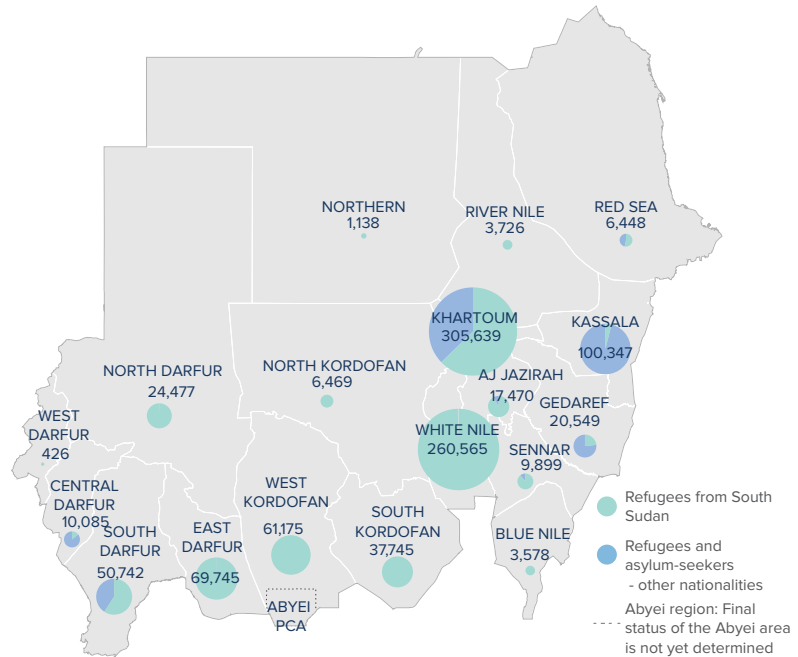 NORTHERN
1,138
RIVER NILE
3,726
RED SEA
6,448
KHARTOUM
305,639
KASSALA
100,347
NORTH DARFUR
24,477
NORTH KORDOFAN
6,469
AJ JAZIRAH
17,470
GEDAREF
20,549
WEST
DARFUR
426
WHITE NILE
260,565
SENNAR
9,899
CENTRAL
DARFUR
10,085
SOUTH
DARFUR
50,742
EAST
DARFUR
69,745
WEST
KORDOFAN
61,175
SOUTH
KORDOFAN
37,745
BLUE NILE
3,578
ABYEI
PCA
Refugees from South
Sudan
Refugees and
asylum-seekers
- other nationalities
Abyei region: Final
status of the Abyei area
is not yet determined